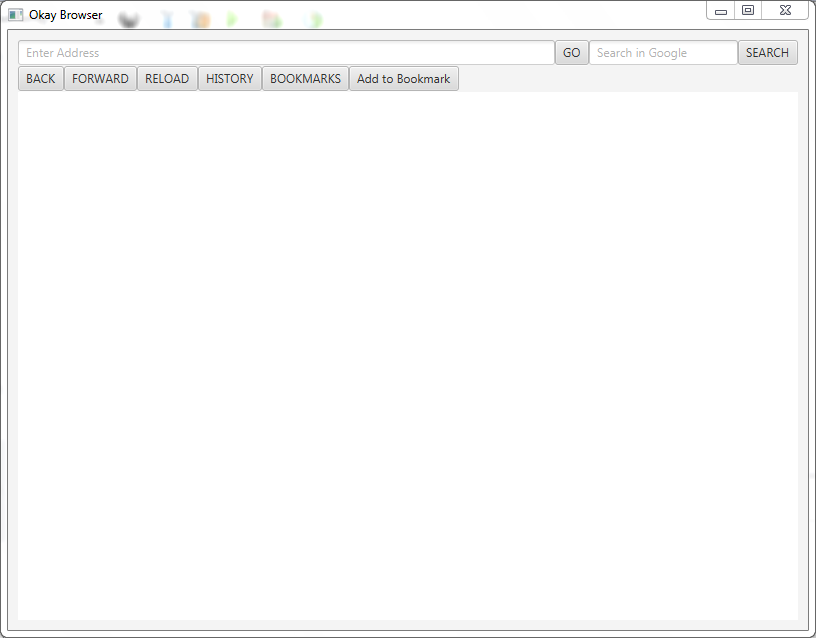 Okay Browser
Enter Address GO Search in Google SEARCH
BACK FORWARD RELOAD HISTORY BOOKMARKS Add to Bookmark